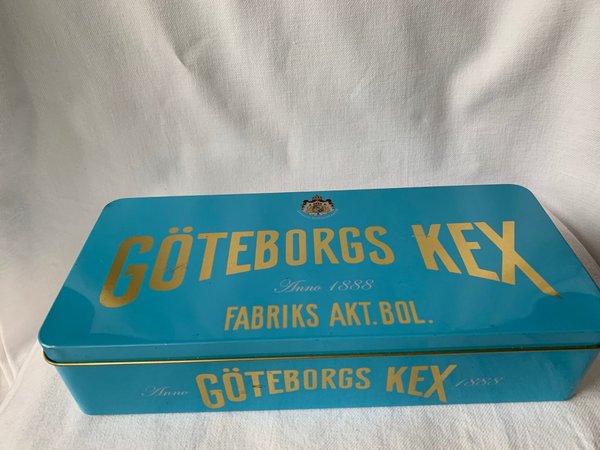 GÖTEBORGS KEX
Anno 1888
FABRIKS AKT.BOL.
Anno GÖTEBORGS KEX 1888